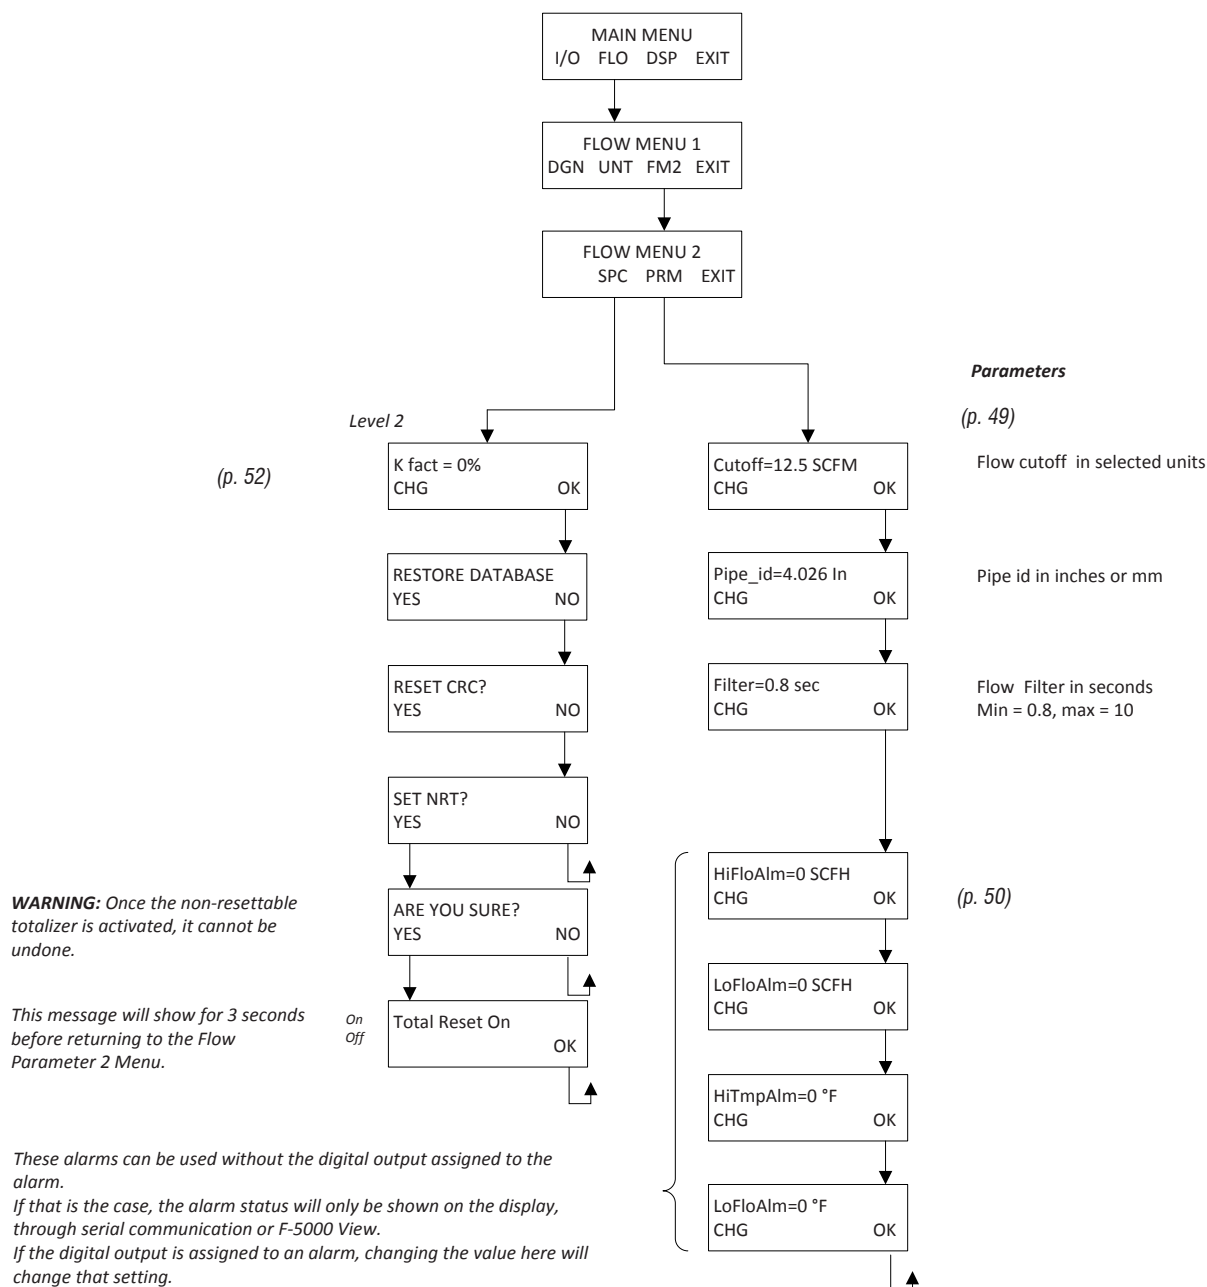 MAIN MENU
I/O FLO DSP EXIT
FLOW MENU 1
DGN UNT FM2 EXIT
FLOW MENU 2
SPC PRM EXIT
Level 2
(p. 52)
K fact = 0%
CHG OK
RESTORE DATABASE
YES NO
RESET CRC?
YES NO
SET NRT?
YES NO
WARNING: Once the non-resettable
totalizer is activated, it cannot be
undone.
ARE YOU SURE?
YES NO
This message will show for 3 seconds
before returning to the Flow
Parameter 2 Menu.
On
Off
Total Reset On
OK
Parameters
(p. 49)
Cutoff=12.5 SCFM
CHG OK
Flow cutoff in selected units
Pipe_id=4.026 In
CHG OK
Pipe id in inches or mm
Filter=0.8 sec
CHG OK
Flow Filter in seconds
Min = 0.8, max = 10
HiFloAlm=0 SCFH
CHG OK
(p. 50)
LoFloAlm=0 SCFH
CHG OK
HiTmpAlm=0 °F
CHG OK
LoFloAlm=0 °F
CHG OK
These alarms can be used without the digital output assigned to the
alarm.
If that is the case, the alarm status will only be shown on the display,
through serial communication or F-5000 View.
If the digital output is assigned to an alarm, changing the value here will
change that setting.